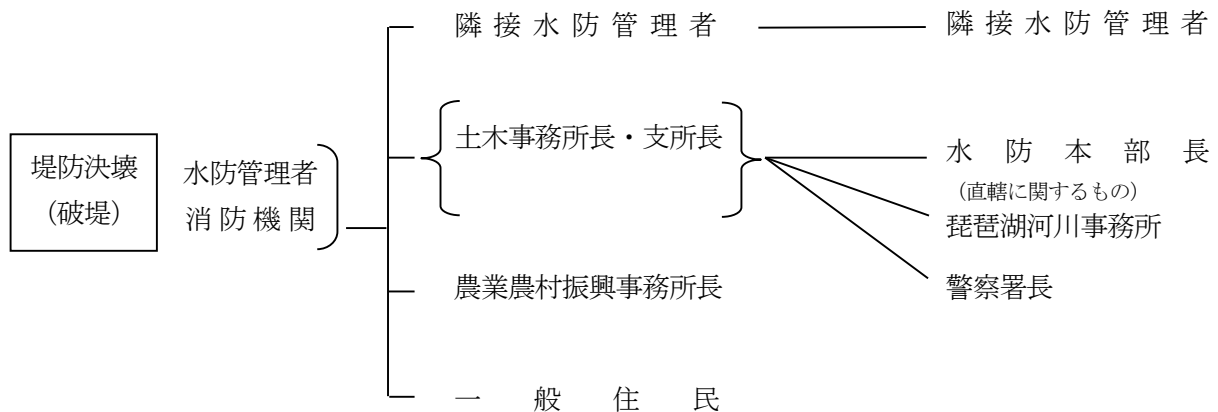 隣接水防管理者
隣接水防管理者
土木事務所長・支所長
堤防決壊
(破堤)
水防管理者
消防機関
水防本部長
(直轄に関するもの)
琵琶湖河川事務所
農業農村振興事務所長
警察署長
一般住民